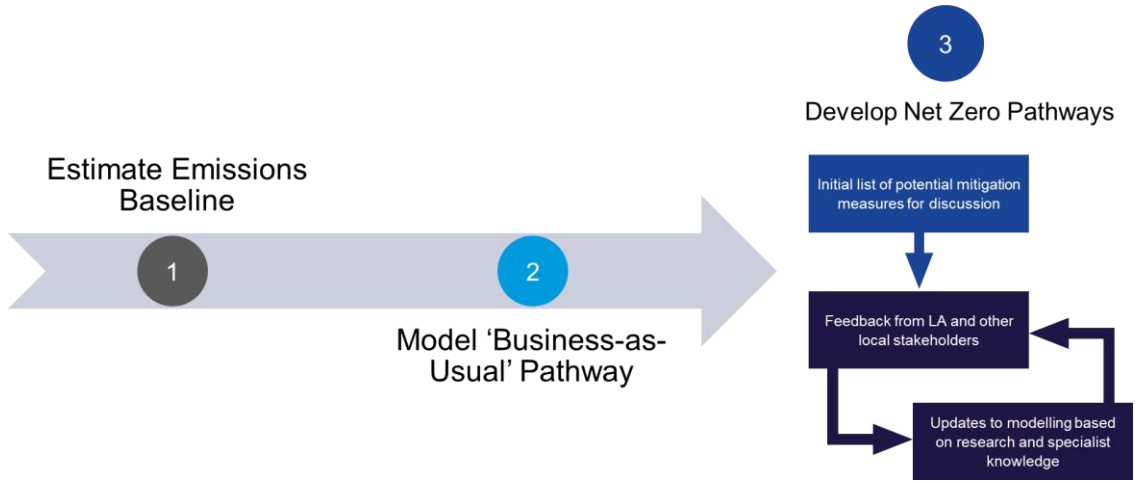 Estimate Emissions
Baseline
1
2
Model ‘Business-as-
Usual’ Pathway
3
Develop Net Zero Pathways
Initial list of potential mitigation
measures for discussion
Feedback from LA and other
local stakeholders
Updates to modelling based
on research and specialist
knowledge